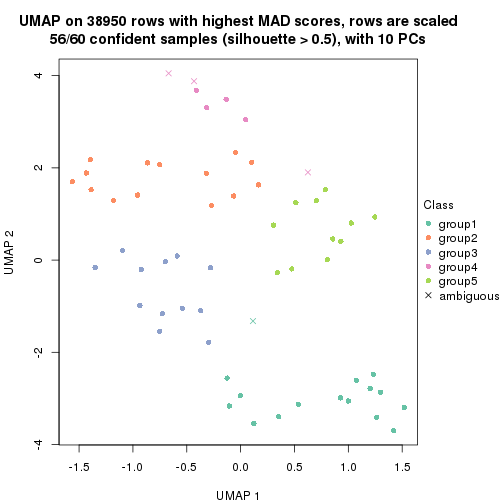 UMAP on 38950 rows with highest MAD scores, rows are scaled
56/60 confident samples (silhouette > 0.5), with 10 PCs
4
2
0
-2
-4
UMAP 2
-1.5 -1.0 -0.5 0.0 0.5 1.0 1.5
UMAP 1
Class
group1
group2
group3
group4
group5
ambiguous